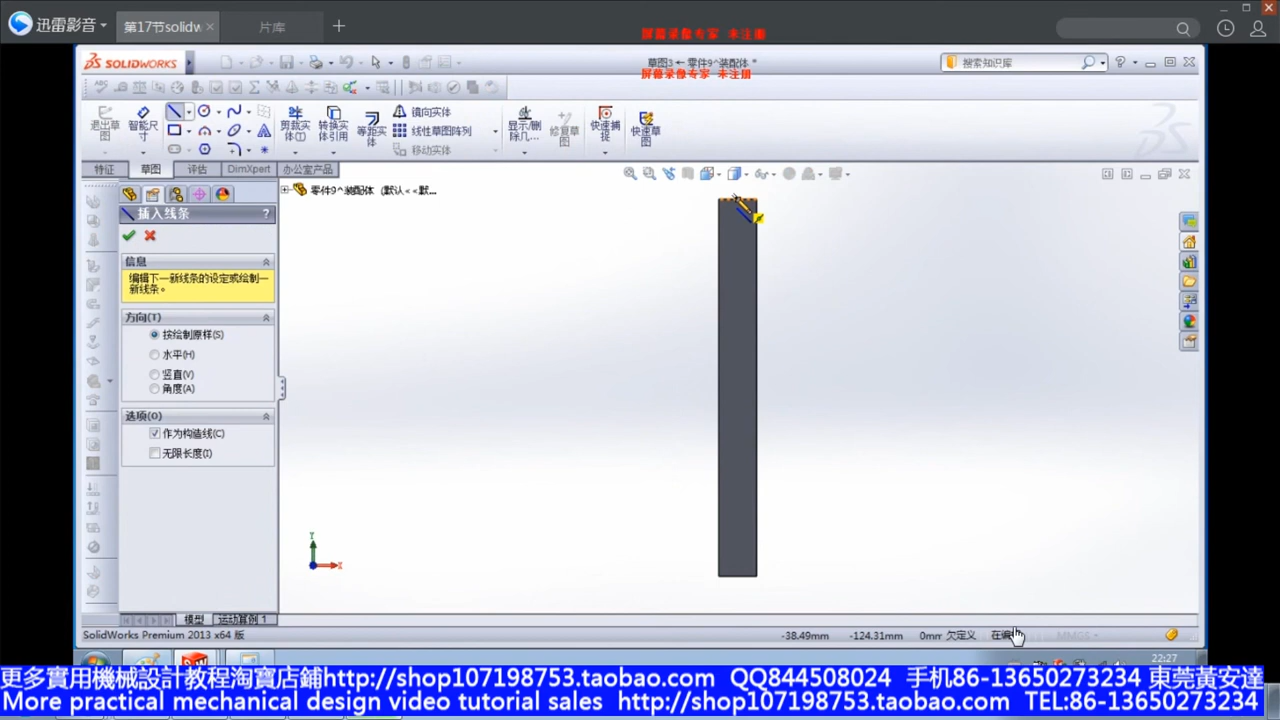 迅雷影音
第17节solidw
片库
屏幕录像专家 未注册
SOLIDWORKS
草图3 ← 零件9^装配体 *
搜索知识库
屏幕录像专家 未注册
退出草图
智能尺寸
剪裁实体(T)
转换实体引用
等距实体
镜向实体
线性草图阵列
移动实体
显示/删除几...
修复草图
快速捕捉
快速草图
特征
草图
评估
DimXpert
办公室产品
零件9^装配体 (默认<<默...
插入线条
?
信息
编辑下一新线条的设定或绘制一新线条。
方向(T)
按绘制原样(S)
水平(H)
竖直(V)
角度(A)
选项(O)
作为构造线(C)
无限长度(I)
Y
X
模型
运动算例 1
SolidWorks Premium 2013 x64 版
-38.49mm
-124.31mm
0mm 欠定义
在编
MMGS
22:27
更多實用機械設計教程淘寶店鋪http://shop107198753.taobao.com QQ844508024 手机86-13650273234 東莞黃安達
More practical mechanical design video tutorial sales http://shop107198753.taobao.com TEL:86-13650273234